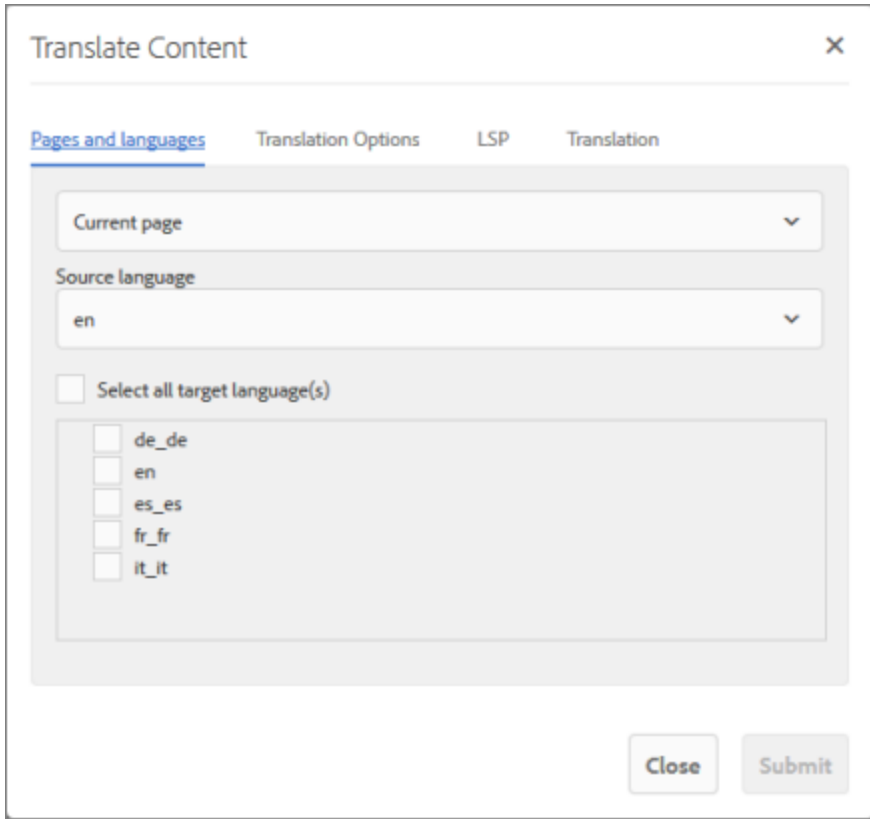 Translate Content
Pages and languages Translation Options LSP Translation
Current page
Source language
en
Select all target language(s)
de_de
en
es_es
fr_fr
it_it
Close Submit